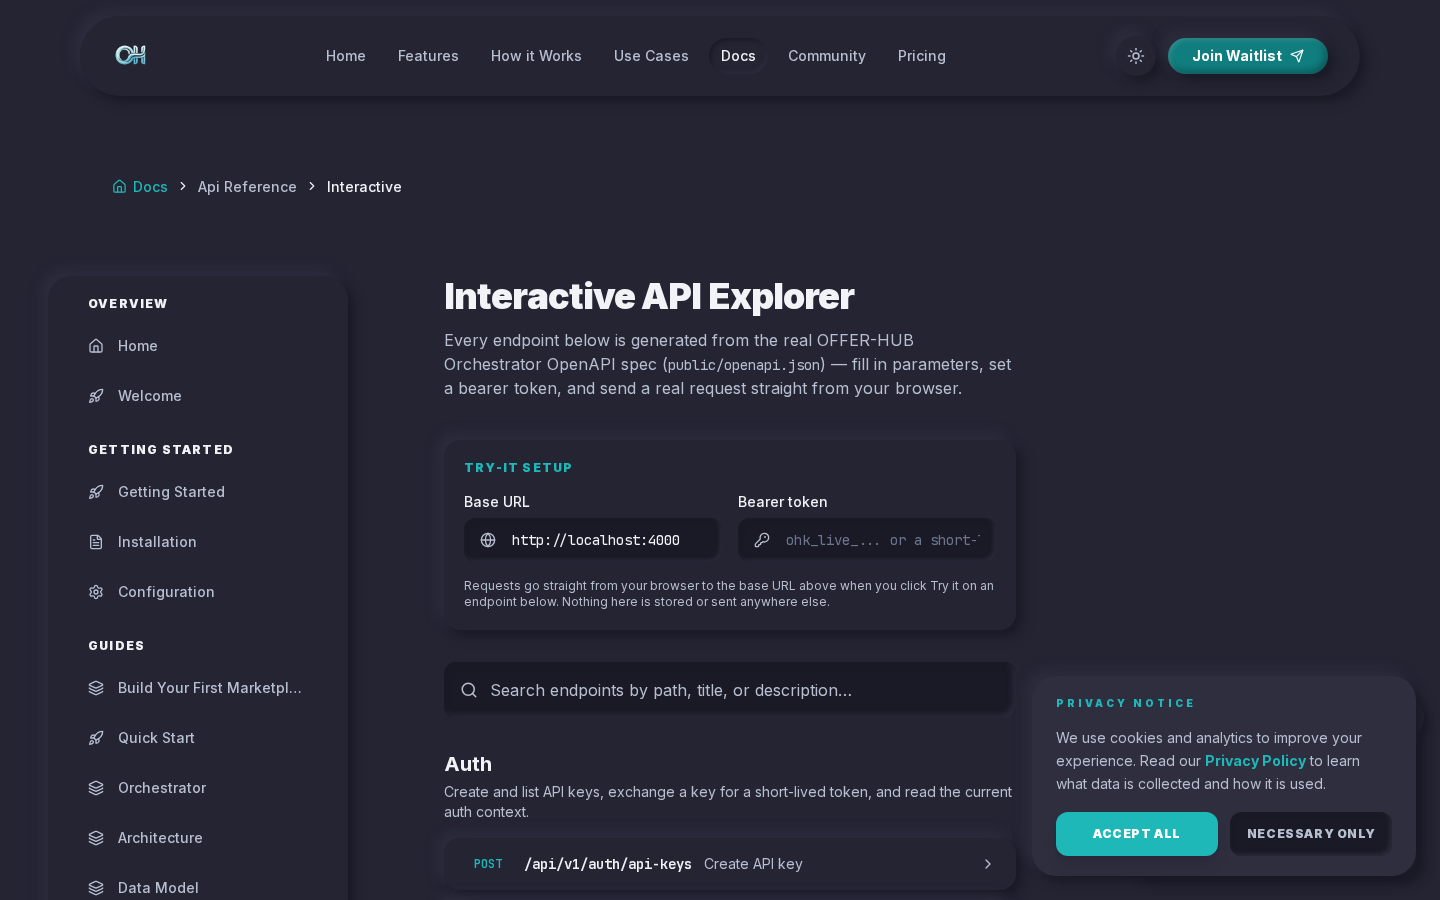 OH
Home
Features
How it Works
Use Cases
Docs
Community
Pricing
Join Waitlist
Docs
Api Reference
Interactive
OVERVIEW
Home
Welcome
GETTING STARTED
Getting Started
Installation
Configuration
GUIDES
Build Your First Marketpl...
Quick Start
Orchestrator
Architecture
Data Model
Interactive API Explorer
Every endpoint below is generated from the real OFFER-HUB
Orchestrator OpenAPI spec (public/openapi.json) — fill in parameters, set
a bearer token, and send a real request straight from your browser.
TRY-IT SETUP
Base URL
http://localhost:4000
Bearer token
ohk_live_... or a short-
Requests go straight from your browser to the base URL above when you click Try it on an
endpoint below. Nothing here is stored or sent anywhere else.
Search endpoints by path, title, or description...
Auth
Create and list API keys, exchange a key for a short-lived token, and read the current
auth context.
POST /api/v1/auth/api-keys Create API key
PRIVACY NOTICE
We use cookies and analytics to improve your
experience. Read our Privacy Policy to learn
what data is collected and how it is used.
ACCEPT ALL
NECESSARY ONLY